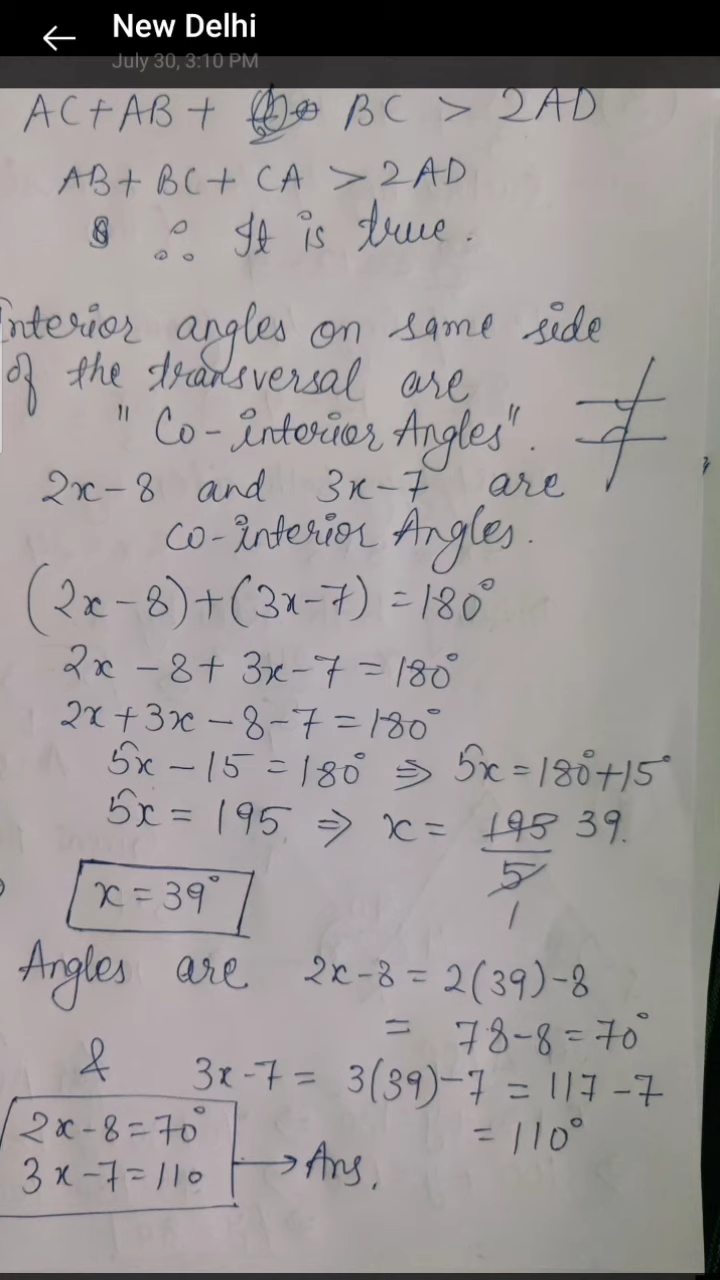 New Delhi
July 30, 3:10 PM
AC+AB + BC > 2AD
AB+ BC+ CA > 2AD
∴ It is true.
Interior angles on same side
of the transversal are
" Co-interior Angles".
2x-8 and 3x-7 are
co-interior Angles.
(2x-8)+(3x-7) =180°
2x -8+ 3x-7 =180°
2x+3x-8-7=180°
5x-15=180° ⇒ 5x=180°+15°
5x= 195 ⇒ x= 195/5 39.
1
x=39°
Angles are 2x-8= 2(39)-8
= 78-8=70°
& 3x-7= 3(39)-7 = 117-7
= 110°
2x-8=70°
3x-7=110 → Ans.